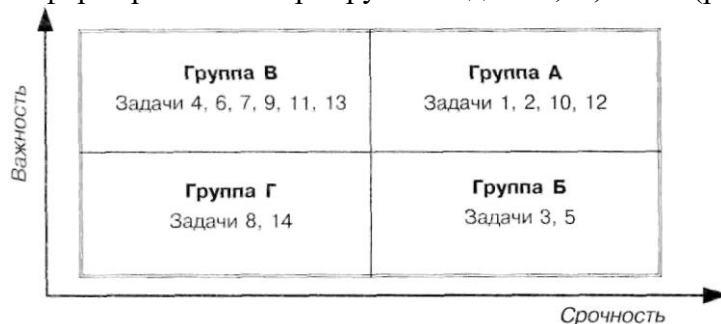 Группа В
Задачи 4, 6, 7, 9, 11, 13
Группа А
Задачи 1, 2, 10, 12
Группа Г
Задачи 8, 14
Группа Б
Задачи 3, 5
Важность
Срочность